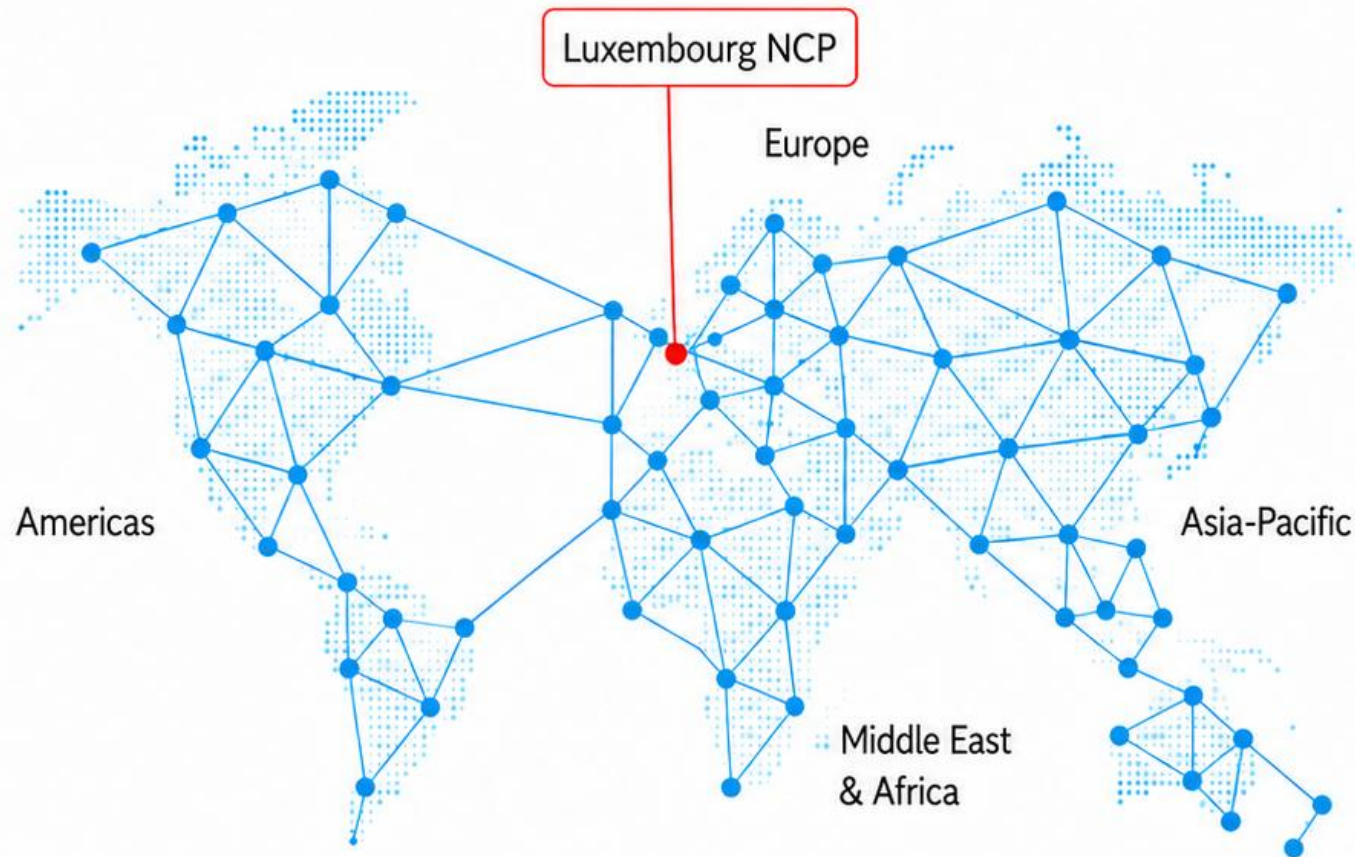 Luxembourg NCP
Europe
Americas
Asia-Pacific
Middle East
& Africa